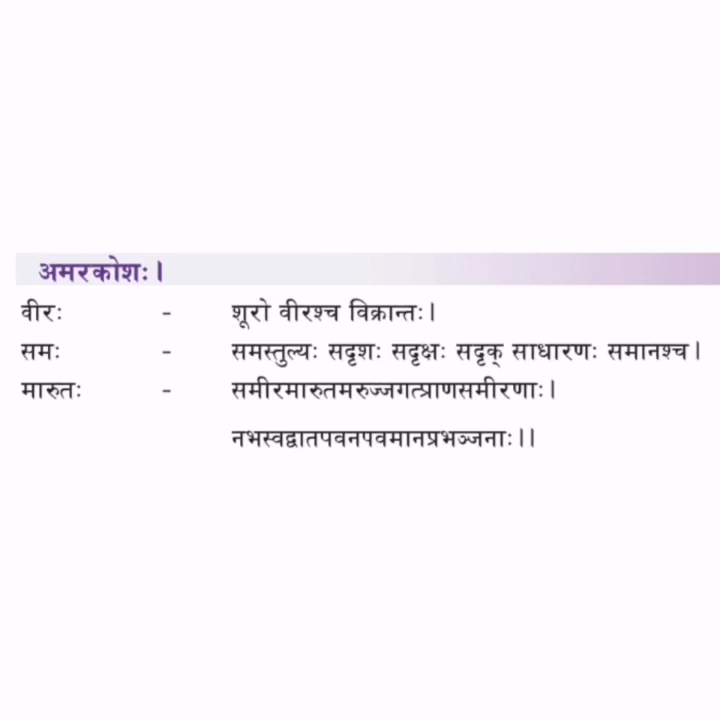 अमरकोशः।
वीरः - शूरो वीरश्च विक्रान्तः।
समः - समस्तुल्यः सदृशः सदृक्षः सदृक् साधारणः समानश्च।
मारुतः - समीरमारुतमरुज्जगत्प्राणसमीरणाः।
नभस्वद्वातपवनपवमानप्रभञ्जनाः।।